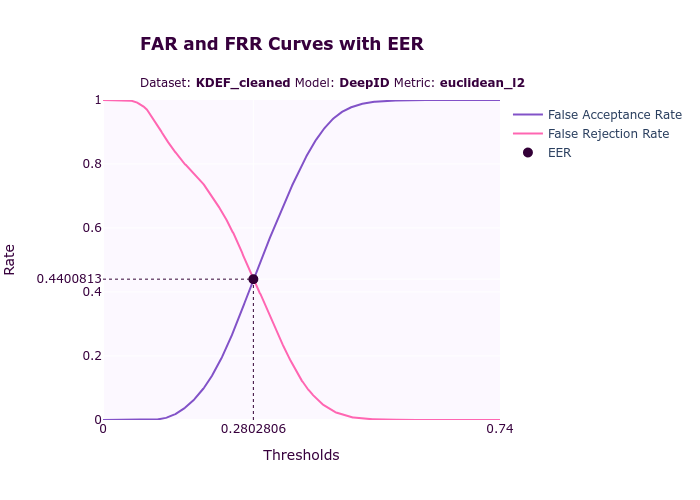 FAR and FRR Curves with EER
Dataset: KDEF_cleaned Model: DeepID Metric: euclidean_l2
False Acceptance Rate
False Rejection Rate
EER
Rate
1
0.8
0.6
0.4400813
0.4
0.2
0
0
0.2802806
0.74
Thresholds